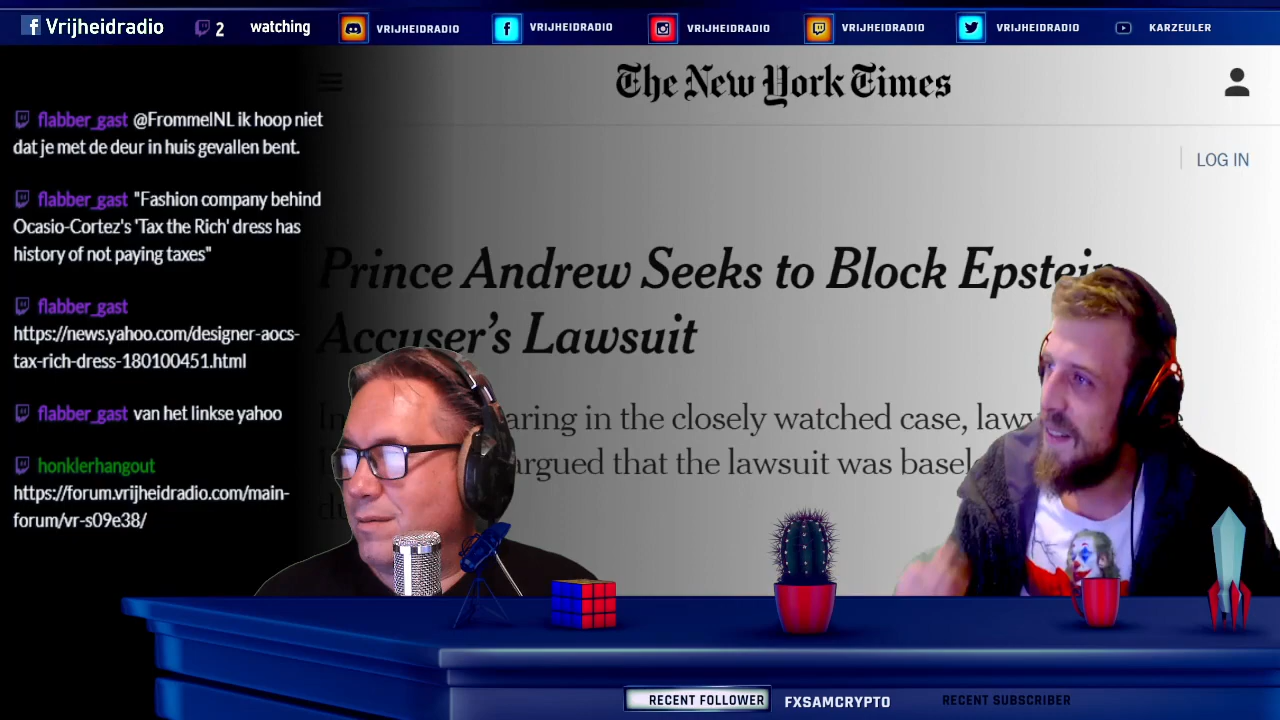 Vrijheidradio
2
watching
VRIJHEIDRADIO
VRIJHEIDRADIO
VRIJHEIDRADIO
VRIJHEIDRADIO
VRIJHEIDRADIO
KARZEULER
The New York Times
LOG IN
flabber_gast @FrommelNL ik hoop niet
dat je met de deur in huis gevallen bent.
flabber_gast "Fashion company behind
Ocasio-Cortez's 'Tax the Rich' dress has
history of not paying taxes"
flabber_gast
https://news.yahoo.com/designer-aocs-
tax-rich-dress-180100451.html
flabber_gast van het linkse yahoo
honklerhangout
https://forum.vrijheidradio.com/main-
forum/vr-s09e38/
Prince Andrew Seeks to Block Epstein
Accuser's Lawsuit
In aring in the closely watched case, law
argued that the lawsuit was basel
RECENT FOLLOWER
FXSAMCRYPTO
RECENT SUBSCRIBER